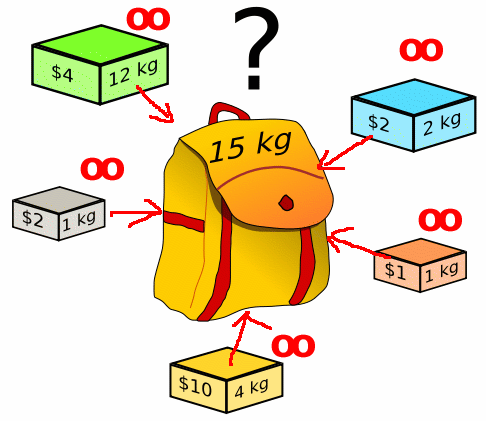 ∞
?
∞
$4 12 kg
$2 2 kg
15 kg
∞
$2 1 kg
∞
$1 1 kg
∞
$10 4 kg